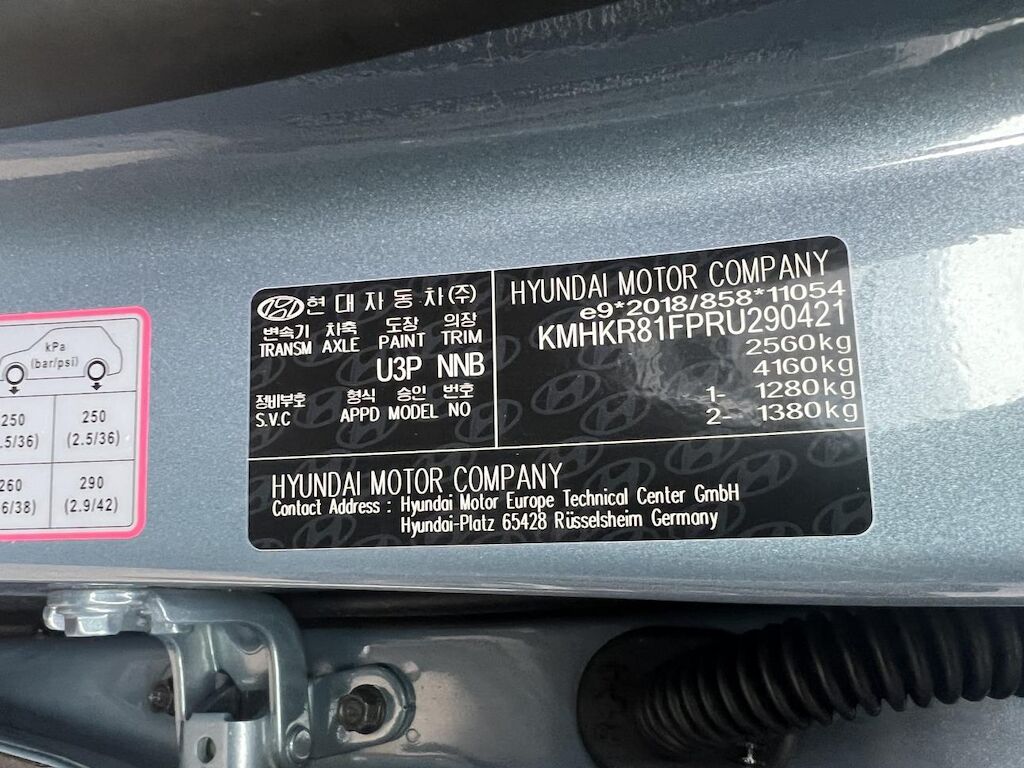 kPa
(bar/psi)
250 250
.5/36) (2.5/36)
260 290
6/38) (2.9/42)
현대자동차(주)
변속기 차축 도장 의장
TRANSM AXLE PAINT TRIM
U3P NNB
정비부호 형식 승인 번호
S.V.C APPD MODEL NO
HYUNDAI MOTOR COMPANY
e9*2018/858*11054
KMHKR81FPRU290421
2560kg
4160kg
1- 1280kg
2- 1380kg
HYUNDAI MOTOR COMPANY
Contact Address : Hyundai Motor Europe Technical Center GmbH
Hyundai-Platz 65428 Rüsselsheim Germany